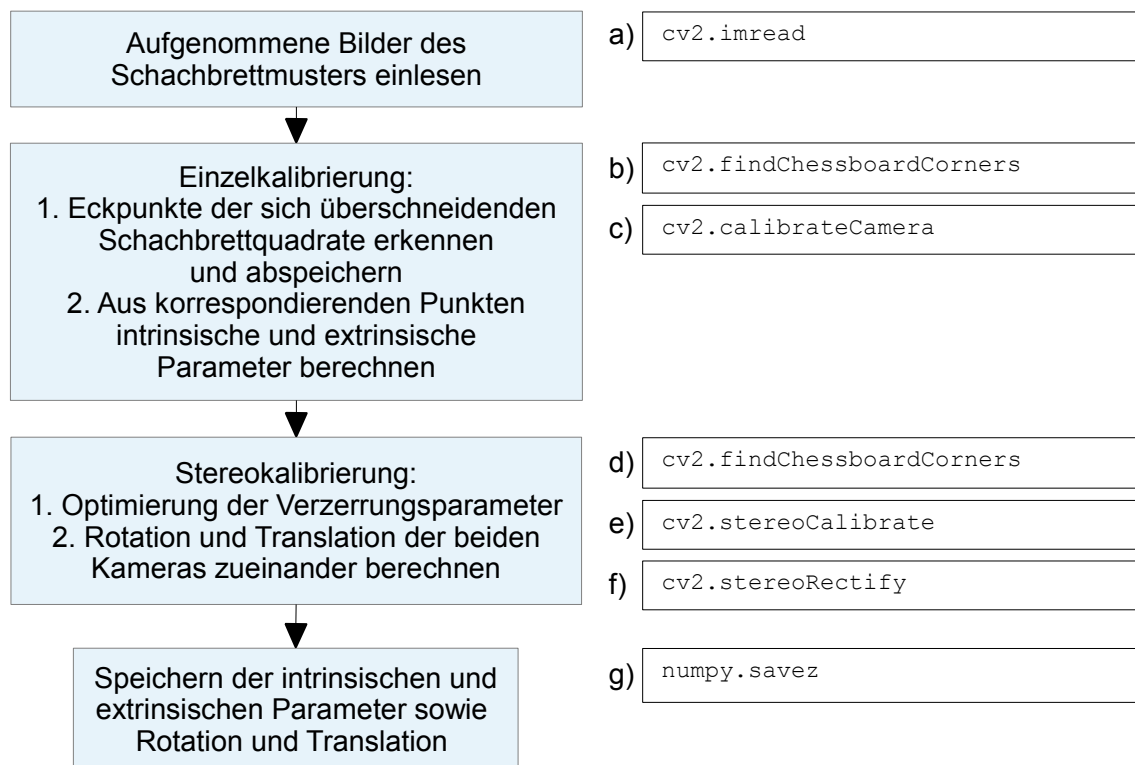 Aufgenommene Bilder des
Schachbrettmusters einlesen
a) cv2.imread
Einzelkalibrierung:
1. Eckpunkte der sich überschneidenden
Schachbrettquadrate erkennen
und abspeichern
2. Aus korrespondierenden Punkten
intrinsische und extrinsische
Parameter berechnen
b) cv2.findChessboardCorners
c) cv2.calibrateCamera
Stereokalibrierung:
1. Optimierung der Verzerrungsparameter
2. Rotation und Translation der beiden
Kameras zueinander berechnen
d) cv2.findChessboardCorners
e) cv2.stereoCalibrate
f) cv2.stereoRectify
Speichern der intrinsischen und
extrinsischen Parameter sowie
Rotation und Translation
g) numpy.savez